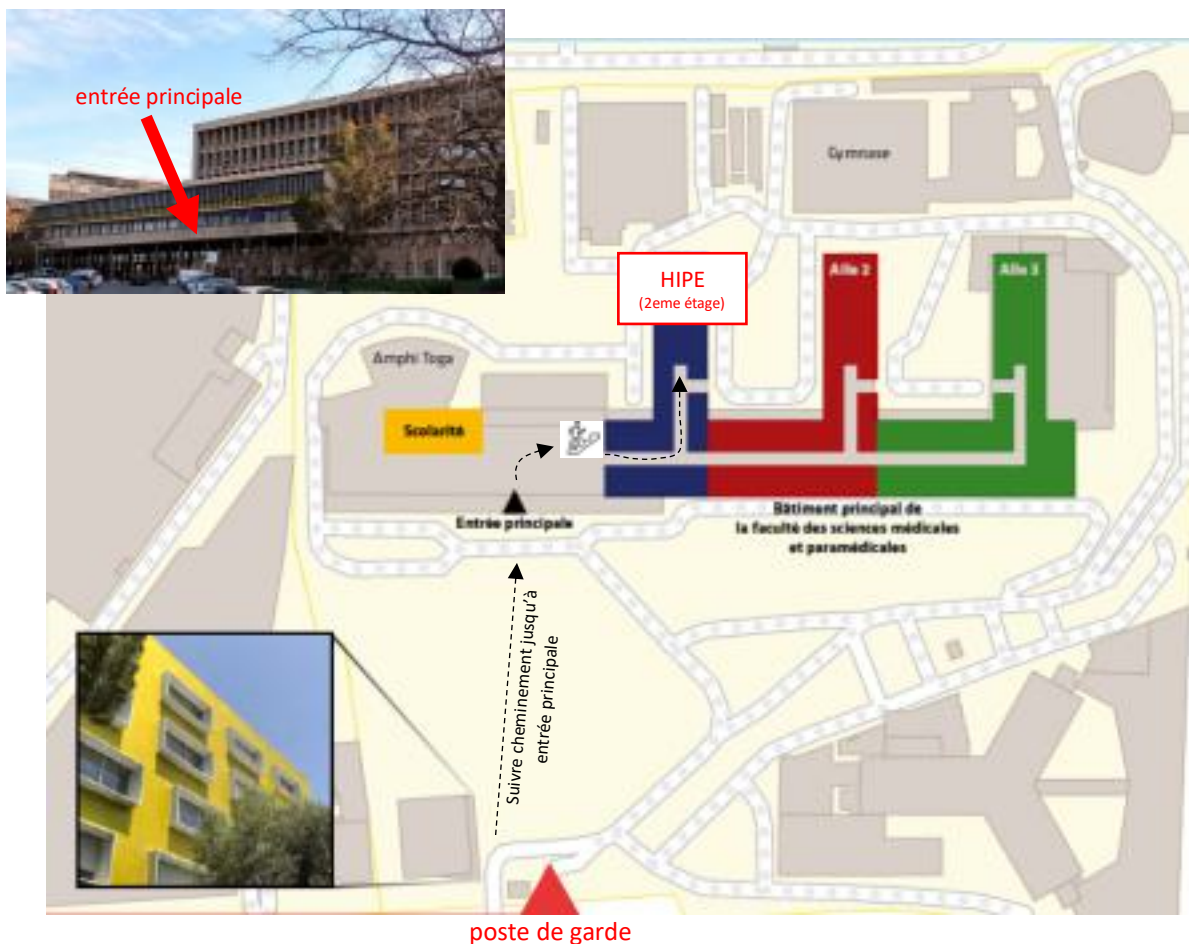 entrée principale
Gymnase
HIPE
(2eme étage)
Aile 2
Aile 3
Amphi Toga
Scolarité
Entrée principale
Bâtiment principal de
la faculté des sciences médicales
et paramédicales
Suivre cheminement jusqu'à
entrée principale
poste de garde